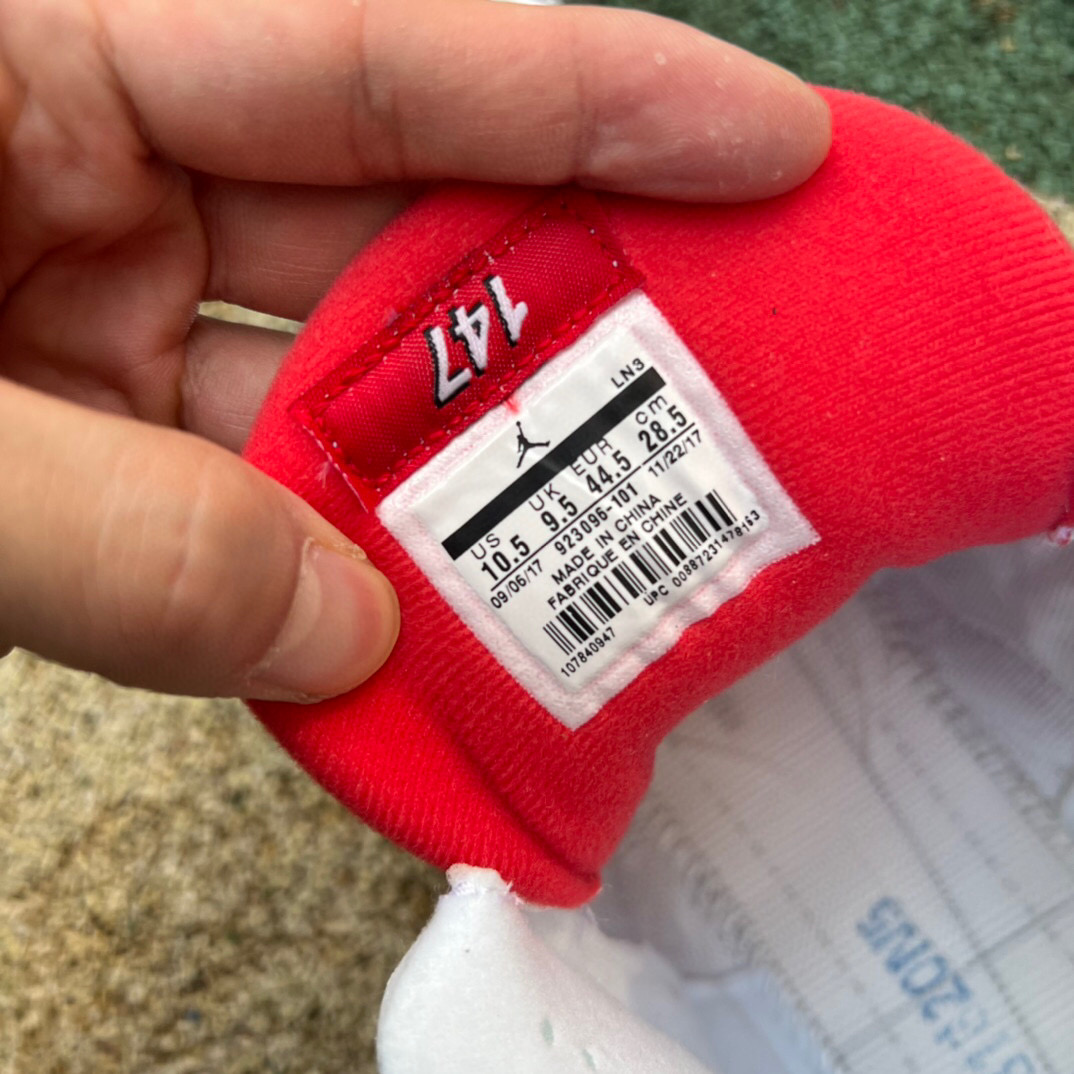 147
LN3
US UK EUR cm
10.5 9.5 44.5 28.5
09/06/17 923096-101 11/22/17
MADE IN CHINA
FABRIQUE EN CHINE
107840947 UPC 00887231478163